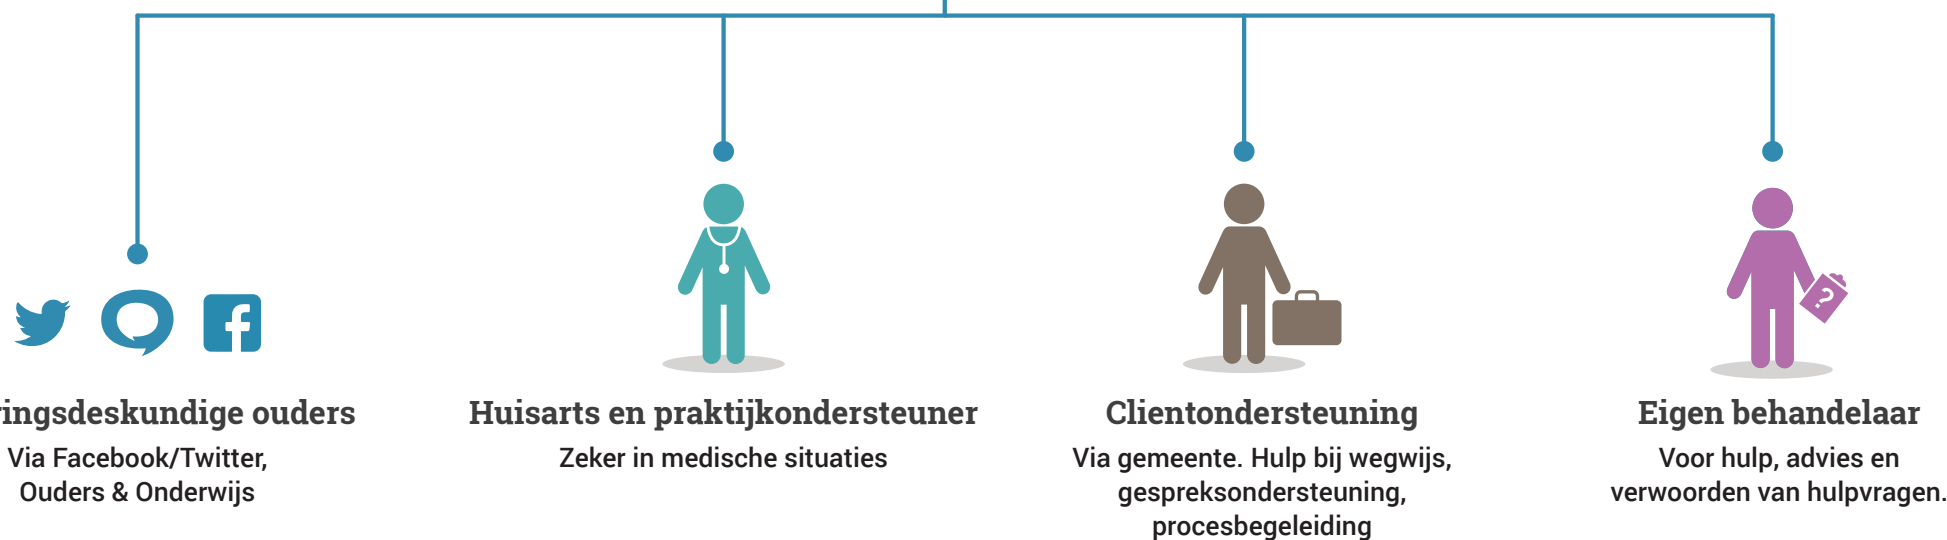 ringsdeskundige ouders
Via Facebook/Twitter,
Ouders & Onderwijs
Huisarts en praktijkondersteuner
Zeker in medische situaties
Clientondersteuning
Via gemeente. Hulp bij wegwijs,
gespreksondersteuning,
procesbegeleiding
Eigen behandelaar
Voor hulp, advies en
verwoorden van hulpvragen.
?